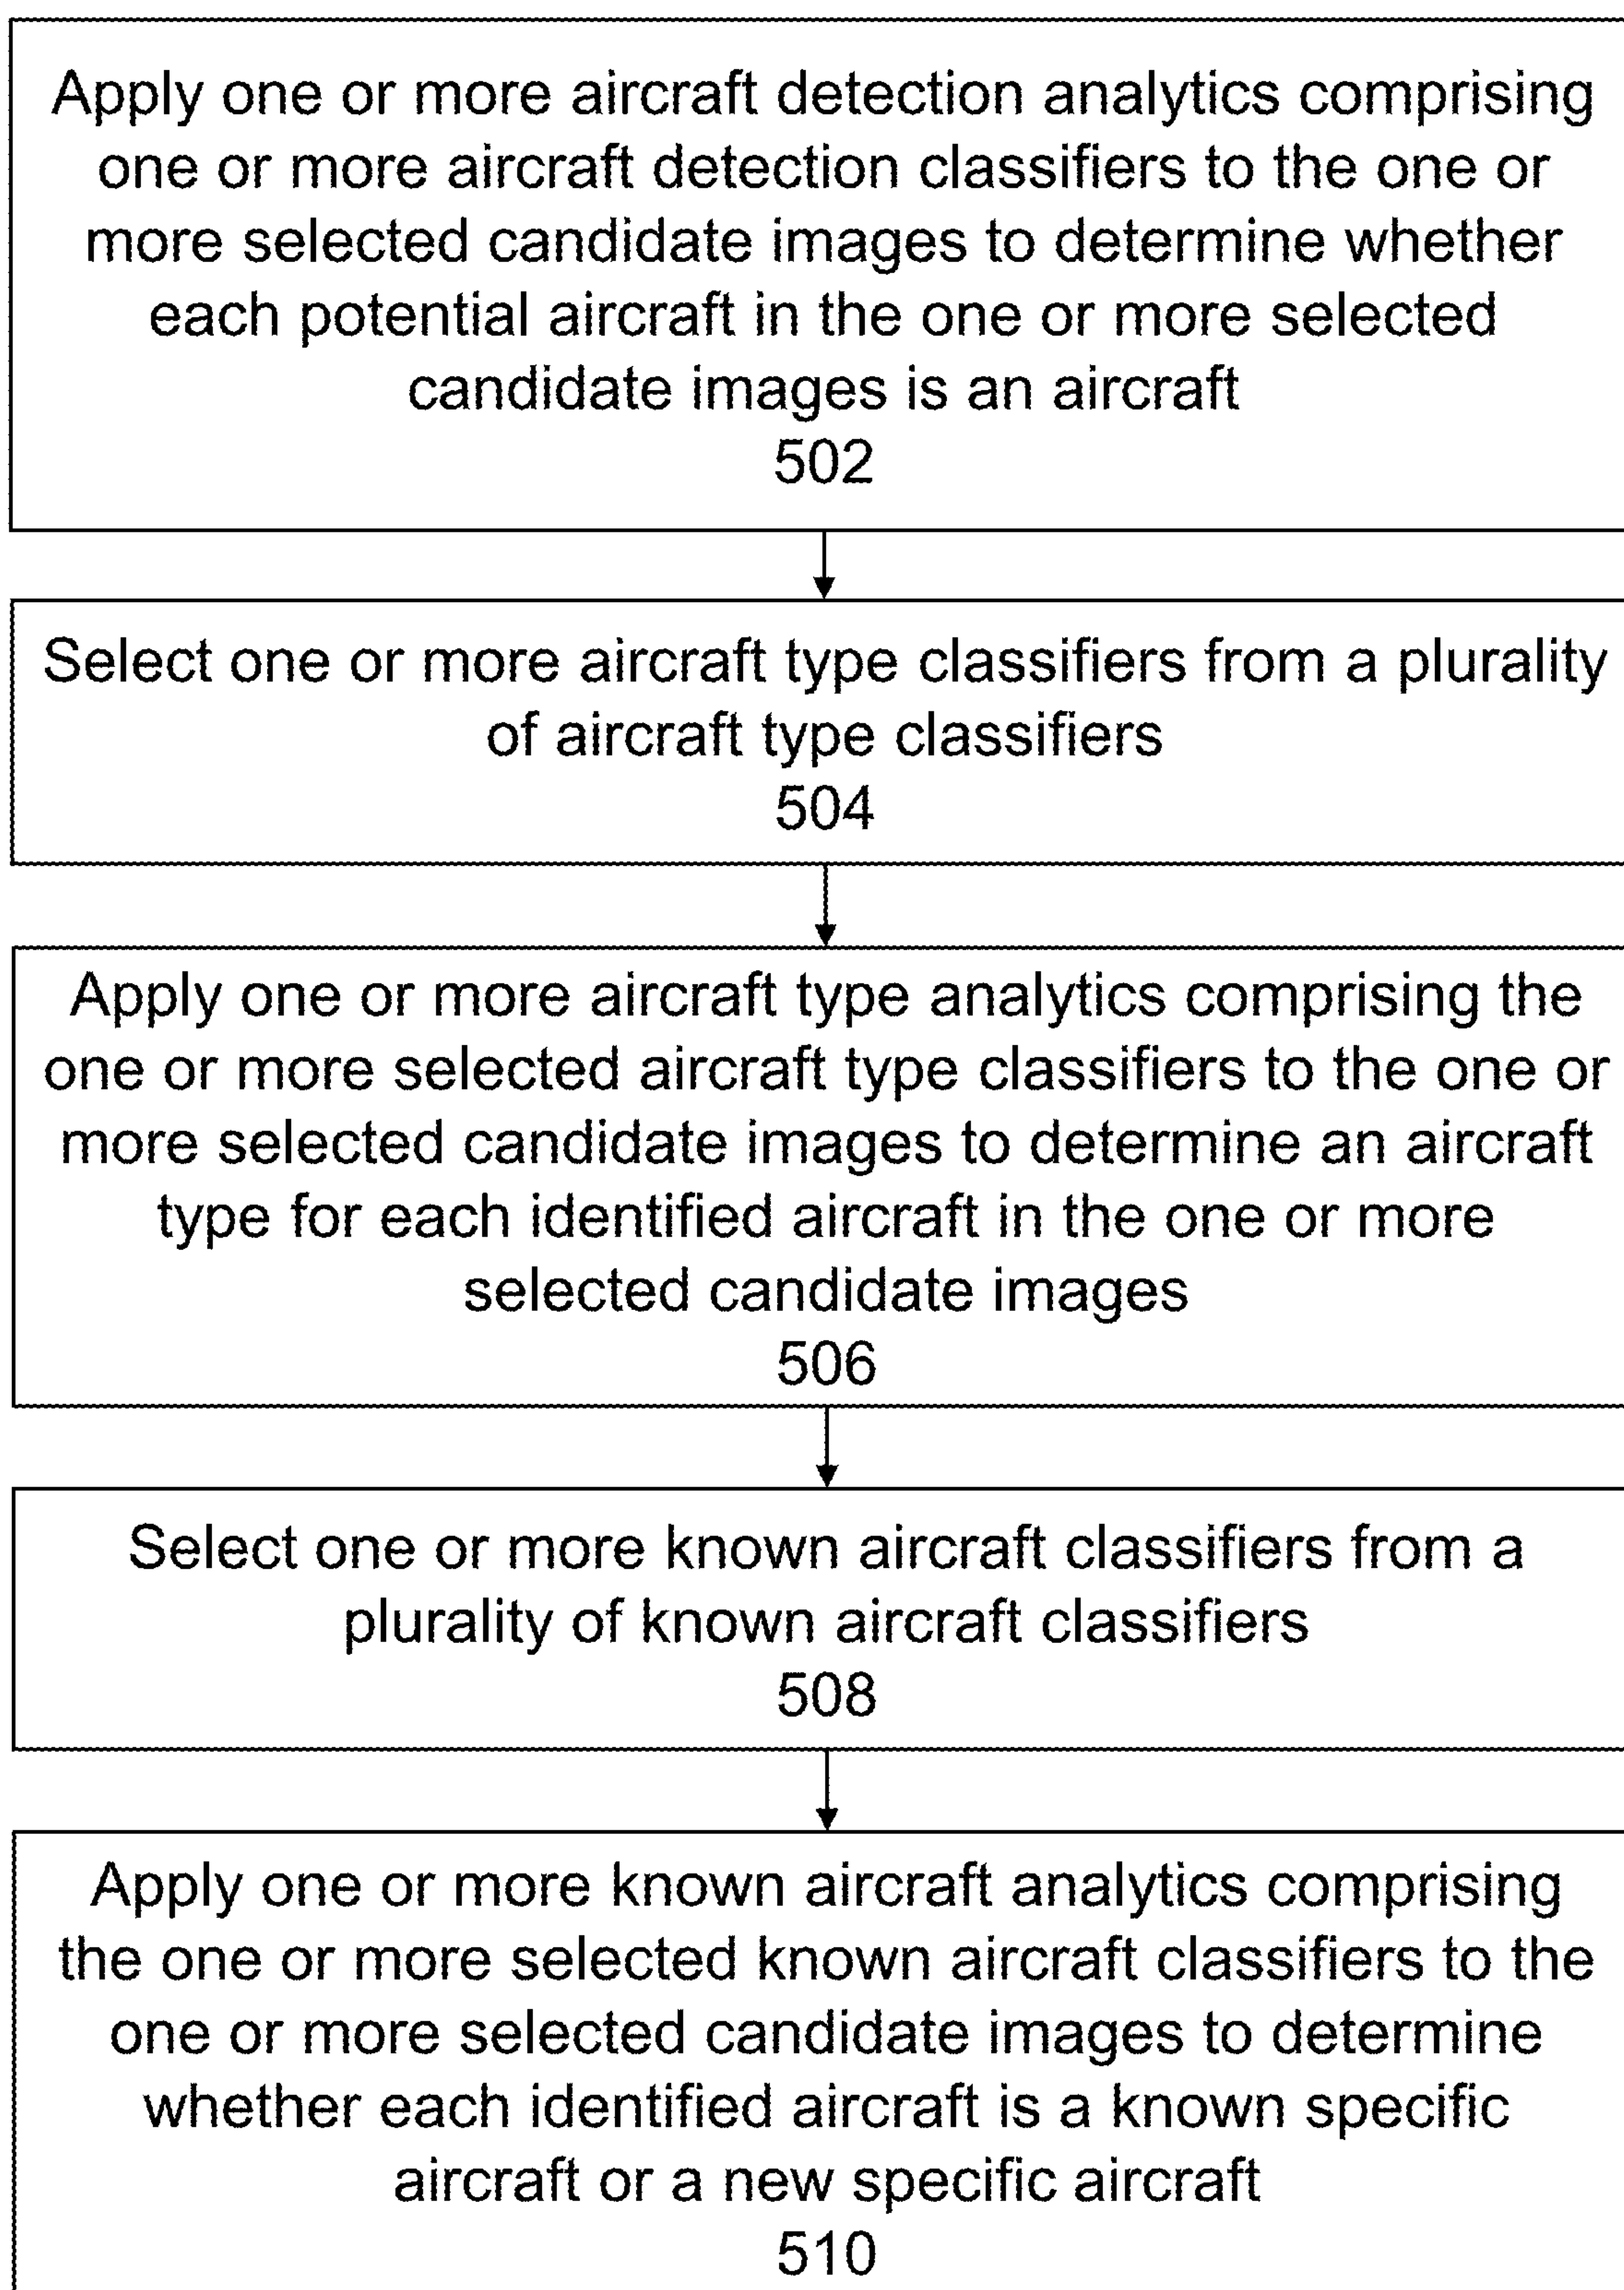 Apply one or more aircraft detection analytics comprising
one or more aircraft detection classifiers to the one or
more selected candidate images to determine whether
each potential aircraft in the one or more selected
candidate images is an aircraft
502
Select one or more aircraft type classifiers from a plurality
of aircraft type classifiers
504
Apply one or more aircraft type analytics comprising the
one or more selected aircraft type classifiers to the one or
more selected candidate images to determine an aircraft
type for each identified aircraft in the one or more
selected candidate images
506
Select one or more known aircraft classifiers from a
plurality of known aircraft classifiers
508
Apply one or more known aircraft analytics comprising
the one or more selected known aircraft classifiers to the
one or more selected candidate images to determine
whether each identified aircraft is a known specific
aircraft or a new specific aircraft
510